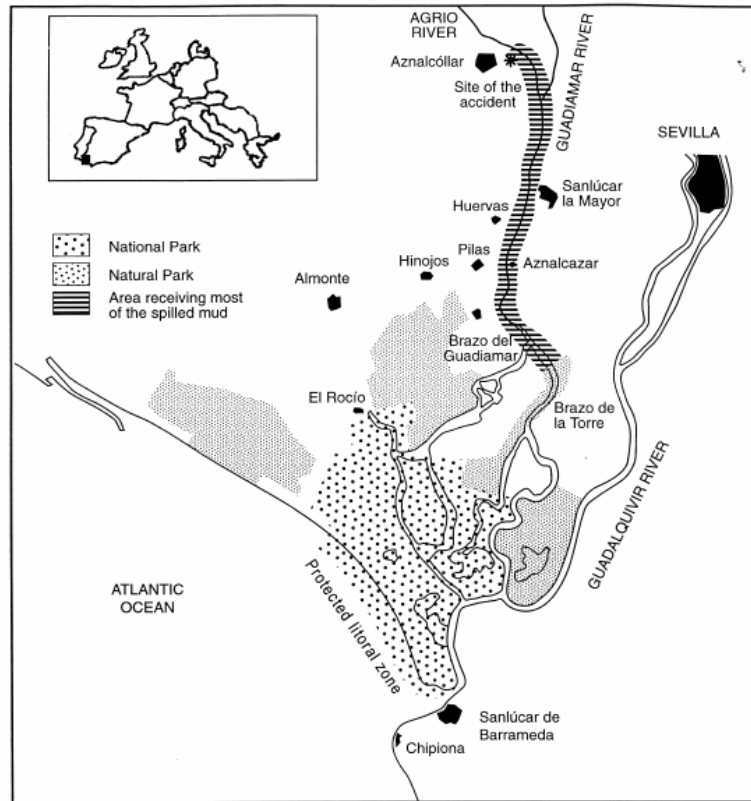 AGRIO
RIVER
Aznalcóllar
Site of the
accident
GUADIAMAR RIVER
SEVILLA
Sanlúcar
la Mayor
Huervas
National Park
Natural Park
Area receiving most
of the spilled mud
Pilas
Hinojos
Aznalcazar
Almonte
Brazo del
Guadiamar
El Rocío
Brazo de
la Torre
GUADALQUIVIR RIVER
ATLANTIC
OCEAN
Protected litoral zone
Sanlúcar de
Barrameda
Chipiona